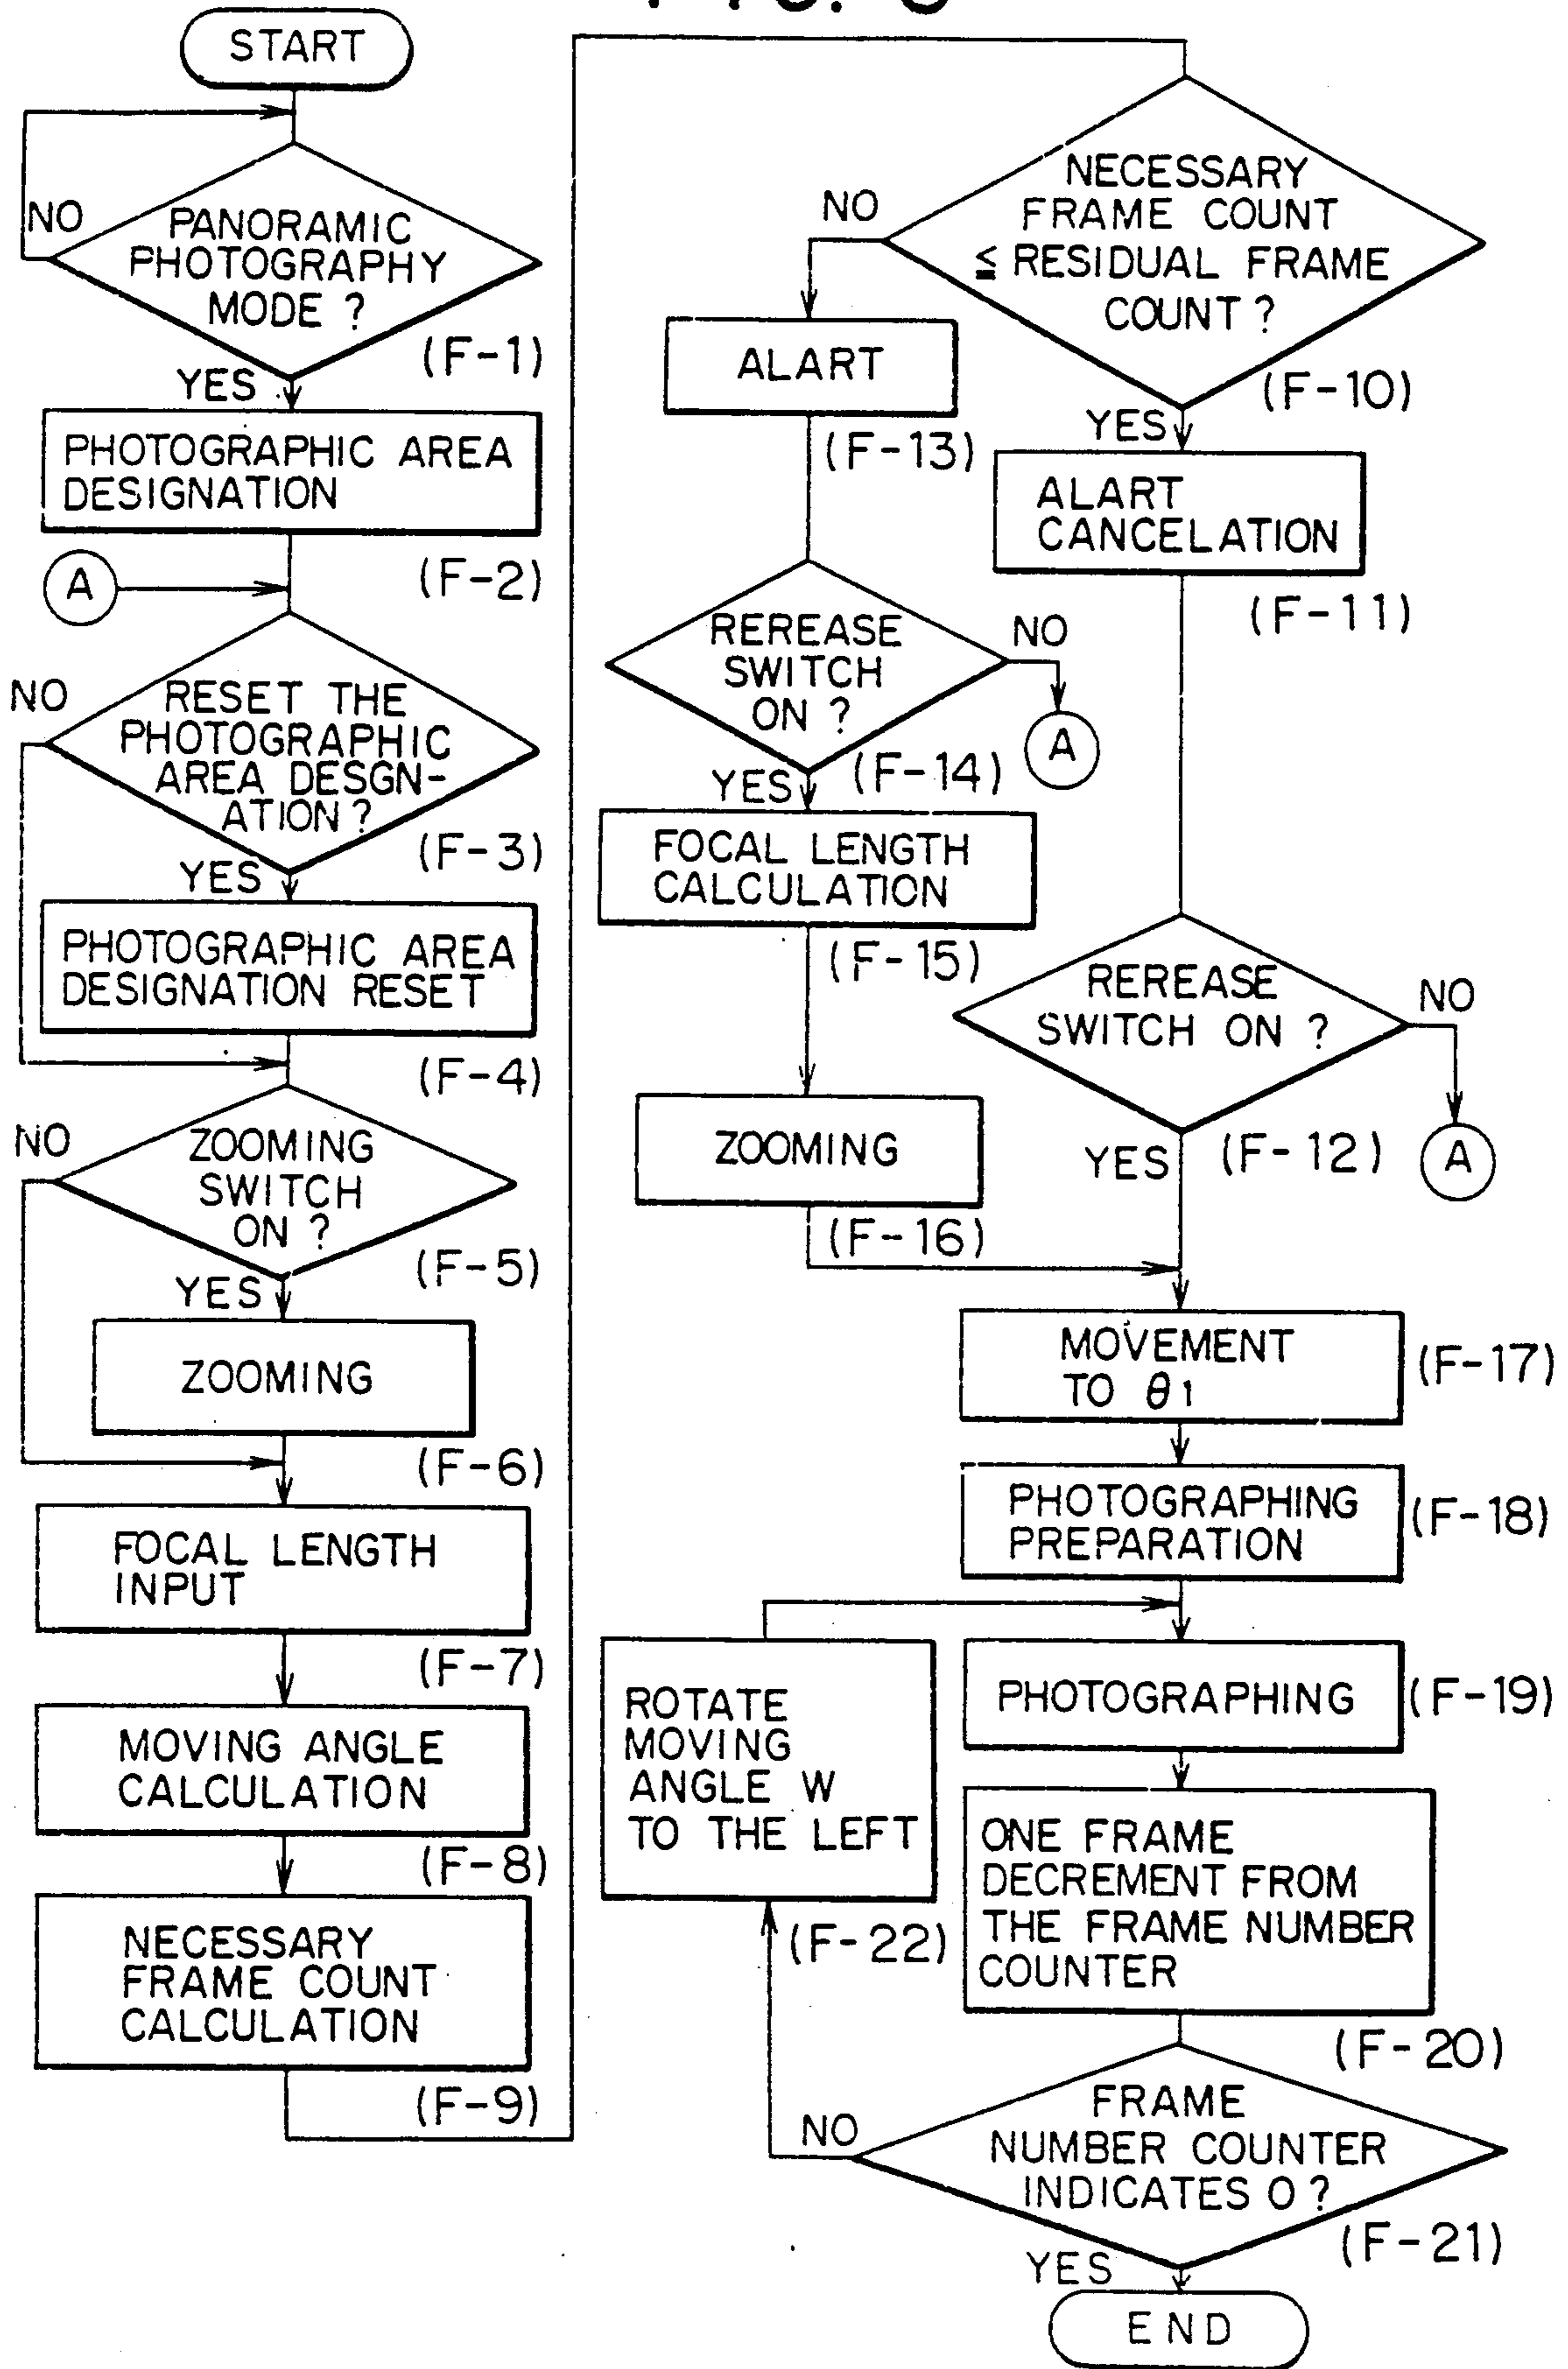 START
NO
PANORAMIC
PHOTOGRAPHY
MODE ?
(F-1)
YES
PHOTOGRAPHIC AREA
DESIGNATION
(F-2)
A
NO
RESET THE
PHOTOGRAPHIC
AREA DESGN-
ATION ?
(F-3)
YES
PHOTOGRAPHIC AREA
DESIGNATION RESET
(F-4)
NO
ZOOMING
SWITCH
ON ?
(F-5)
YES
ZOOMING
(F-6)
FOCAL LENGTH
INPUT
(F-7)
MOVING ANGLE
CALCULATION
(F-8)
NECESSARY
FRAME COUNT
CALCULATION
(F-9)
NECESSARY
FRAME COUNT
≦ RESIDUAL FRAME
COUNT ?
(F-10)
NO
YES
ALART
(F-13)
ALART
CANCELATION
(F-11)
REREASE
SWITCH
ON ?
NO
A
(F-14)
YES
FOCAL LENGTH
CALCULATION
(F-15)
ZOOMING
(F-16)
REREASE
SWITCH ON ?
NO
A
(F-12)
YES
MOVEMENT
TO θ1
(F-17)
PHOTOGRAPHING
PREPARATION
(F-18)
PHOTOGRAPHING
(F-19)
ROTATE
MOVING
ANGLE W
TO THE LEFT
(F-22)
ONE FRAME
DECREMENT FROM
THE FRAME NUMBER
COUNTER
(F-20)
NO
FRAME
NUMBER COUNTER
INDICATES 0 ?
(F-21)
YES
END